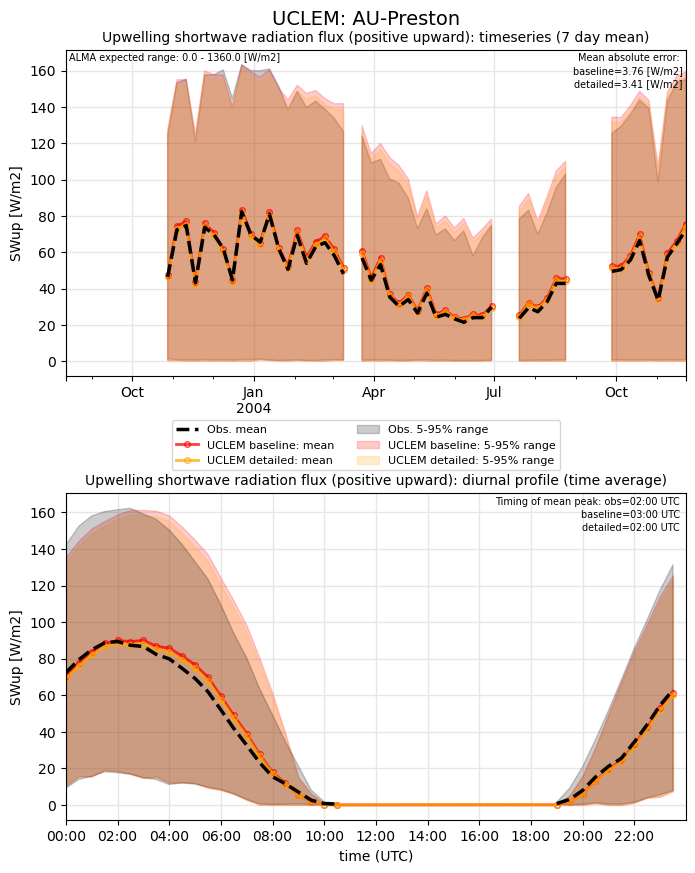 UCLEM: AU-Preston
Upwelling shortwave radiation flux (positive upward): timeseries (7 day mean)
ALMA expected range: 0.0 - 1360.0 [W/m2]
Mean absolute error:
baseline=3.76 [W/m2]
detailed=3.41 [W/m2]
SWup [W/m2]
160
140
120
100
80
60
40
20
0
Oct
Jan
2004
Apr
Jul
Oct
Obs. mean
UCLEM baseline: mean
UCLEM detailed: mean
Obs. 5-95% range
UCLEM baseline: 5-95% range
UCLEM detailed: 5-95% range
Upwelling shortwave radiation flux (positive upward): diurnal profile (time average)
Timing of mean peak: obs=02:00 UTC
baseline=03:00 UTC
detailed=02:00 UTC
SWup [W/m2]
160
140
120
100
80
60
40
20
0
00:00
02:00
04:00
06:00
08:00
10:00
12:00
14:00
16:00
18:00
20:00
22:00
time (UTC)